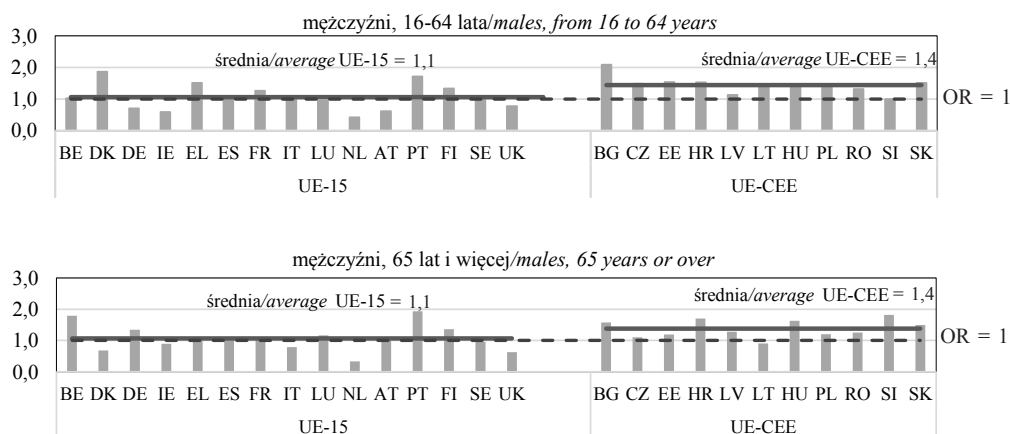 mężczyźni, 16-64 lata/males, from 16 to 64 years
3,0
2,0
1,0
0,0
średnia/average UE-15 = 1,1
średnia/average UE-CEE = 1,4
OR = 1
BE DK DE IE EL ES FR IT LU NL AT PT FI SE UK BG CZ EE HR LV LT HU PL RO SI SK
UE-15 UE-CEE
mężczyźni, 65 lat i więcej/males, 65 years or over
3,0
2,0
1,0
0,0
średnia/average UE-15 = 1,1
średnia/average UE-CEE = 1,4
OR = 1
BE DK DE IE EL ES FR IT LU NL AT PT FI SE UK BG CZ EE HR LV LT HU PL RO SI SK
UE-15 UE-CEE